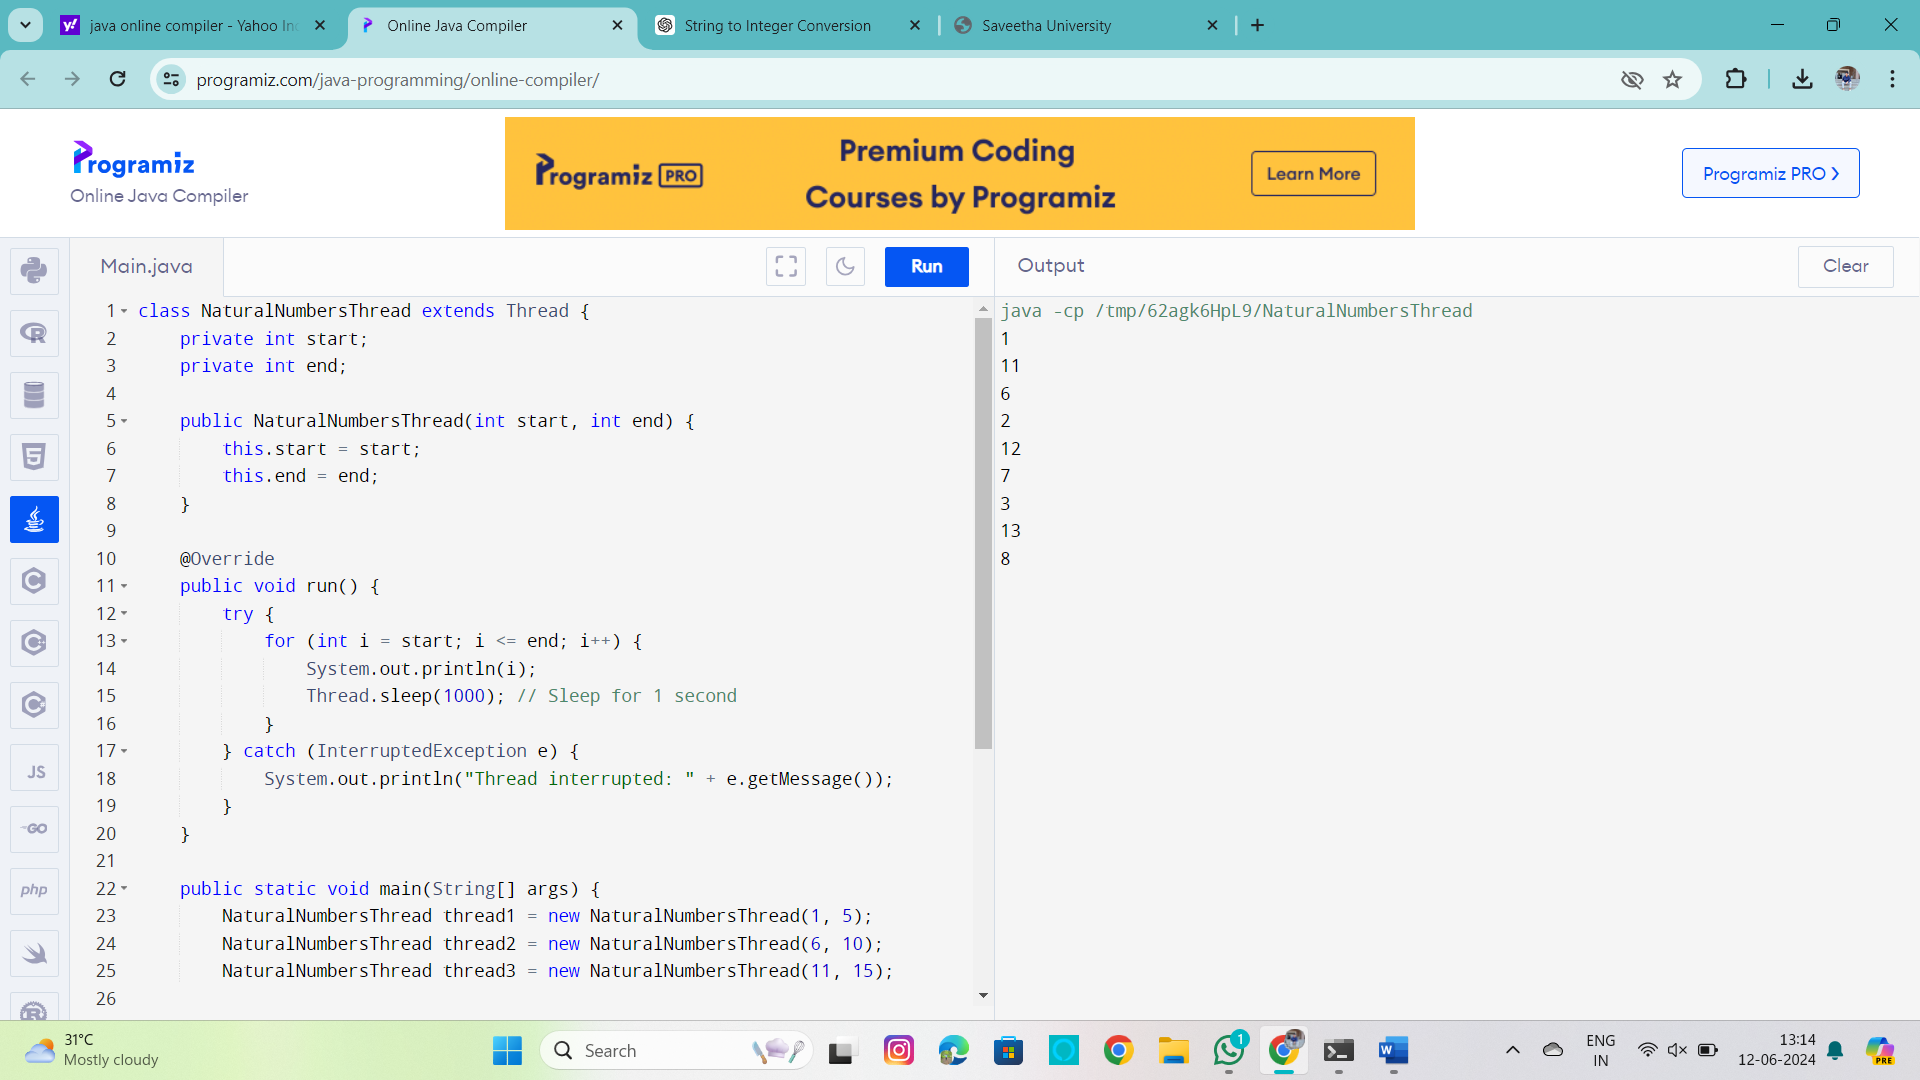 java online compiler - Yahoo In
Online Java Compiler
String to Integer Conversion
Saveetha University
programiz.com/java-programming/online-compiler/
Programiz
Online Java Compiler
Programiz PRO
Premium Coding
Courses by Programiz
Learn More
Programiz PRO
Main.java
Run
Output
Clear
1 class NaturalNumbersThread extends Thread {
2 private int start;
3 private int end;
4
5 public NaturalNumbersThread(int start, int end) {
6 this.start = start;
7 this.end = end;
8 }
9
10 @Override
11 public void run() {
12 try {
13 for (int i = start; i <= end; i++) {
14 System.out.println(i);
15 Thread.sleep(1000); // Sleep for 1 second
16 }
17 } catch (InterruptedException e) {
18 System.out.println("Thread interrupted: " + e.getMessage());
19 }
20 }
21
22 public static void main(String[] args) {
23 NaturalNumbersThread thread1 = new NaturalNumbersThread(1, 5);
24 NaturalNumbersThread thread2 = new NaturalNumbersThread(6, 10);
25 NaturalNumbersThread thread3 = new NaturalNumbersThread(11, 15);
26
java -cp /tmp/62agk6HpL9/NaturalNumbersThread
1
11
6
2
12
7
3
13
8
JS
GO
php
31°C
Mostly cloudy
Search
1
ENG
IN
13:14
12-06-2024
PRE